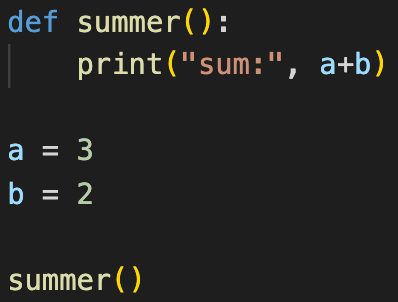 def summer():
    print("sum:", a+b)

a = 3
b = 2

summer()